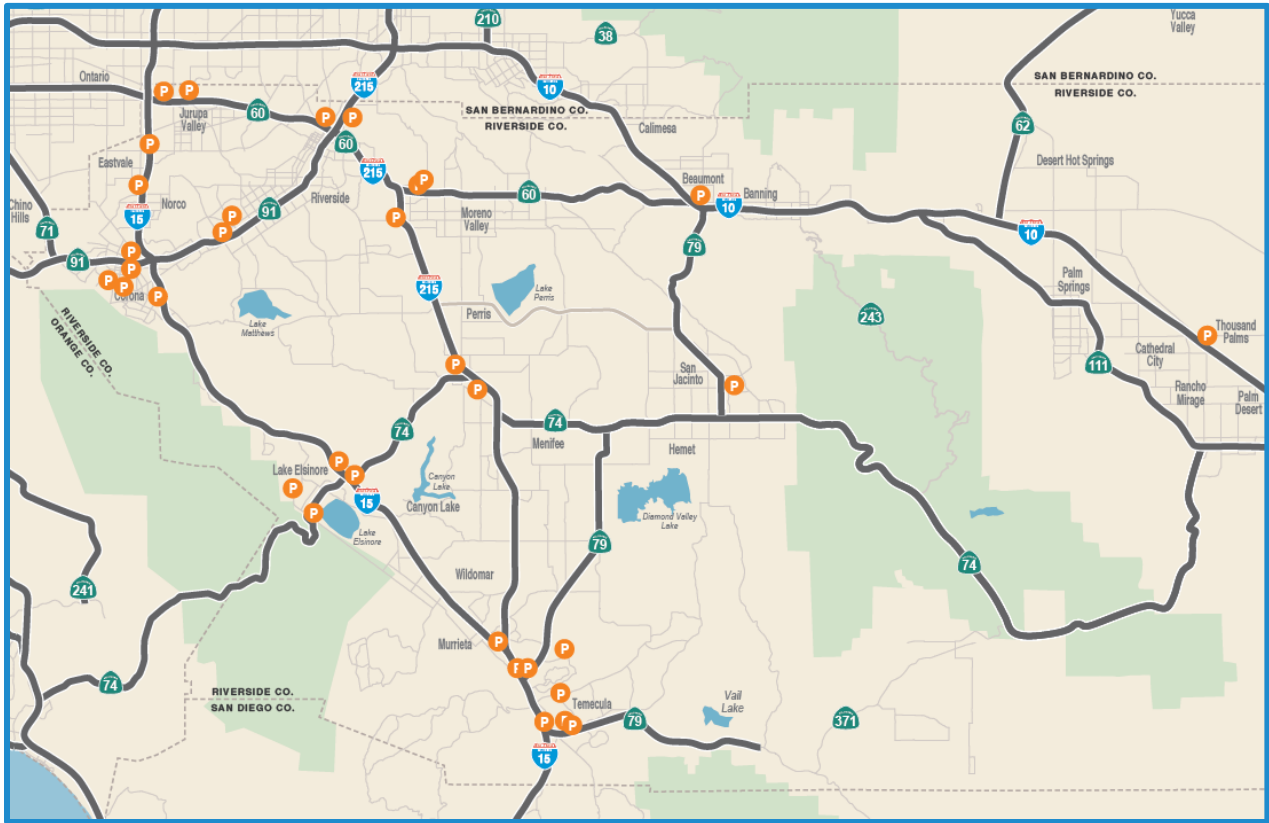 210
38
Yucca
Valley
Ontario
215
10
SAN BERNARDINO CO.
RIVERSIDE CO.
P
P
60
Jurupa
Valley
P
P
SAN BERNARDINO CO.
RIVERSIDE CO.
Calimesa
62
P
60
Eastvale
215
Desert Hot Springs
P
P
Riverside
60
Beaumont
P
Banning
10
Norco
Chino
Hills
15
P
P
91
P
Moreno
Valley
71
10
91
P
P
79
P
P
Corona
P
215
Lake
Perris
Palm
Springs
Lake
Matthews
Perris
243
RIVERSIDE CO.
ORANGE CO.
P
Thousand
Palms
Cathedral
City
111
P
San
Jacinto
P
P
Rancho
Mirage
Palm
Desert
74
74
Menifee
Hemet
P
Lake Elsinore
P
P
Canyon
Lake
15
Canyon Lake
P
Lake
Elsinore
Diamond Valley
Lake
79
74
Wildomar
241
P
Murrieta
P
P
74
RIVERSIDE CO.
SAN DIEGO CO.
P
Temecula
Vail
Lake
P
P
79
371
15